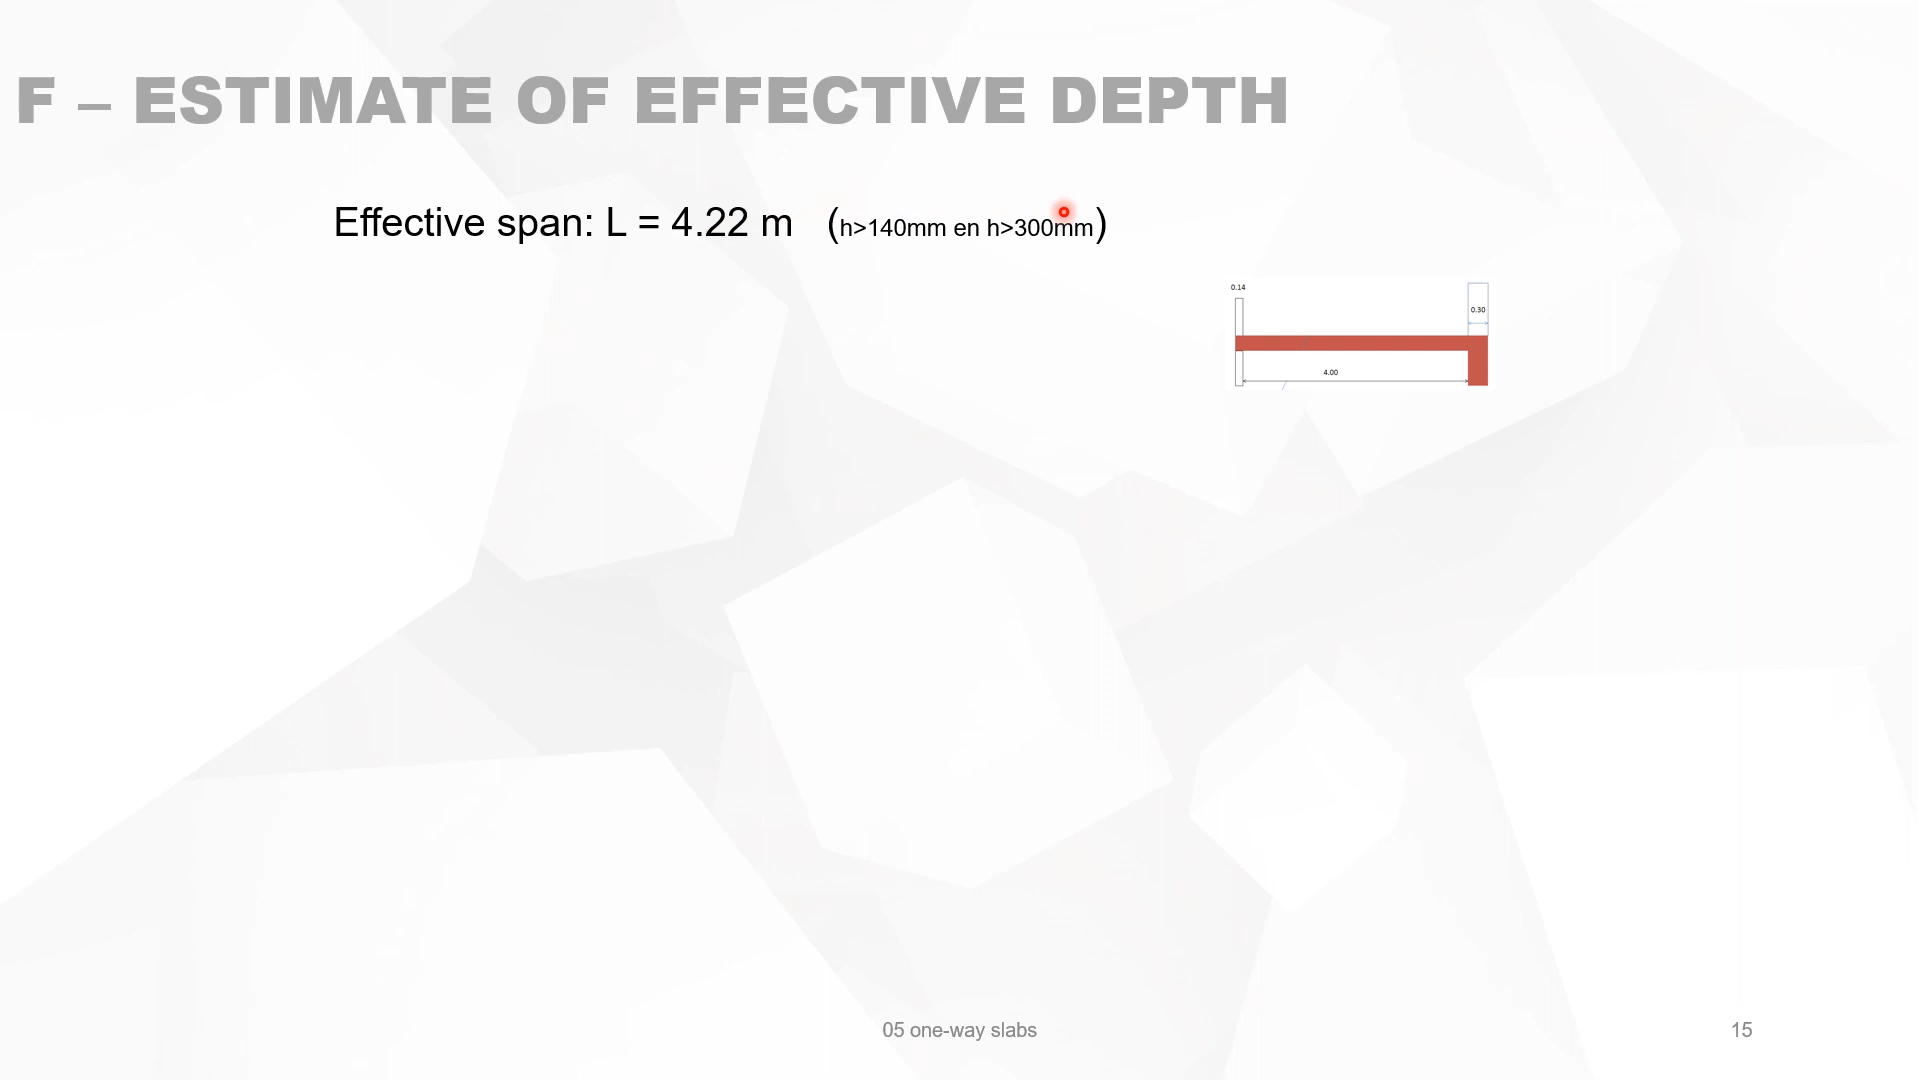 F – ESTIMATE OF EFFECTIVE DEPTH
Effective span: L = 4.22 m (h>140mm en h>300mm)
0.14
0.30
4.00
05 one-way slabs
15